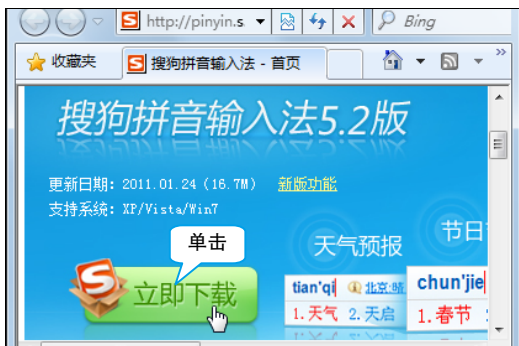 http://pinyin.s
Bing
收藏夹
搜狗拼音输入法 - 首页
搜狗拼音输入法5.2版
更新日期: 2011.01.24 (16.7M) 新版功能
支持系统: XP/Vista/Win7
单击
立即下载
天气预报
节日
tian'qi 北京:晴
1.天气 2.天启
chun'jie
1.春节